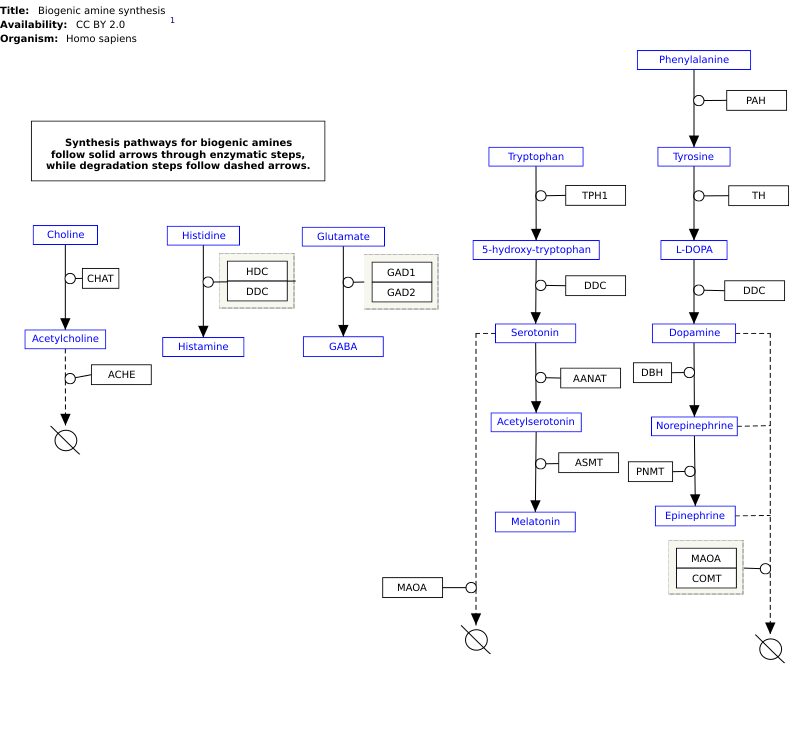 Title: Biogenic amine synthesis
Availability: CC BY 2.0 1
Organism: Homo sapiens
Phenylalanine
PAH
Synthesis pathways for biogenic amines
follow solid arrows through enzymatic steps,
while degradation steps follow dashed arrows.
Tryptophan
Tyrosine
TPH1
TH
Choline
Histidine
Glutamate
5-hydroxy-tryptophan
L-DOPA
CHAT
HDC
DDC
GAD1
GAD2
DDC
DDC
Acetylcholine
Histamine
GABA
Serotonin
Dopamine
ACHE
AANAT
DBH
Acetylserotonin
Norepinephrine
ASMT
PNMT
Melatonin
Epinephrine
MAOA
COMT
MAOA